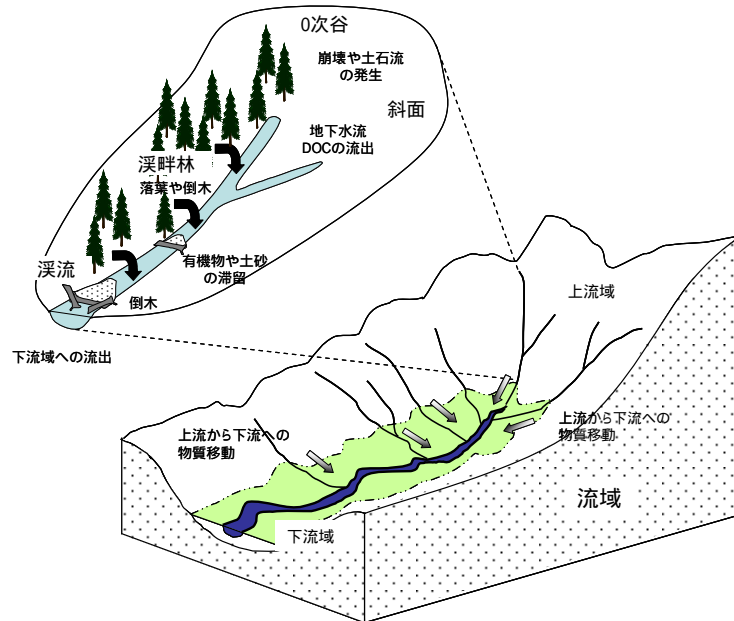 0次谷
崩壊や土石流
の発生
斜面
地下水流
DOCの流出
渓畔林
落葉や倒木
有機物や土砂
の滞留
渓流
倒木
下流域への流出
上流域
上流から下流への
物質移動
上流から下流への
物質移動
流域
下流域